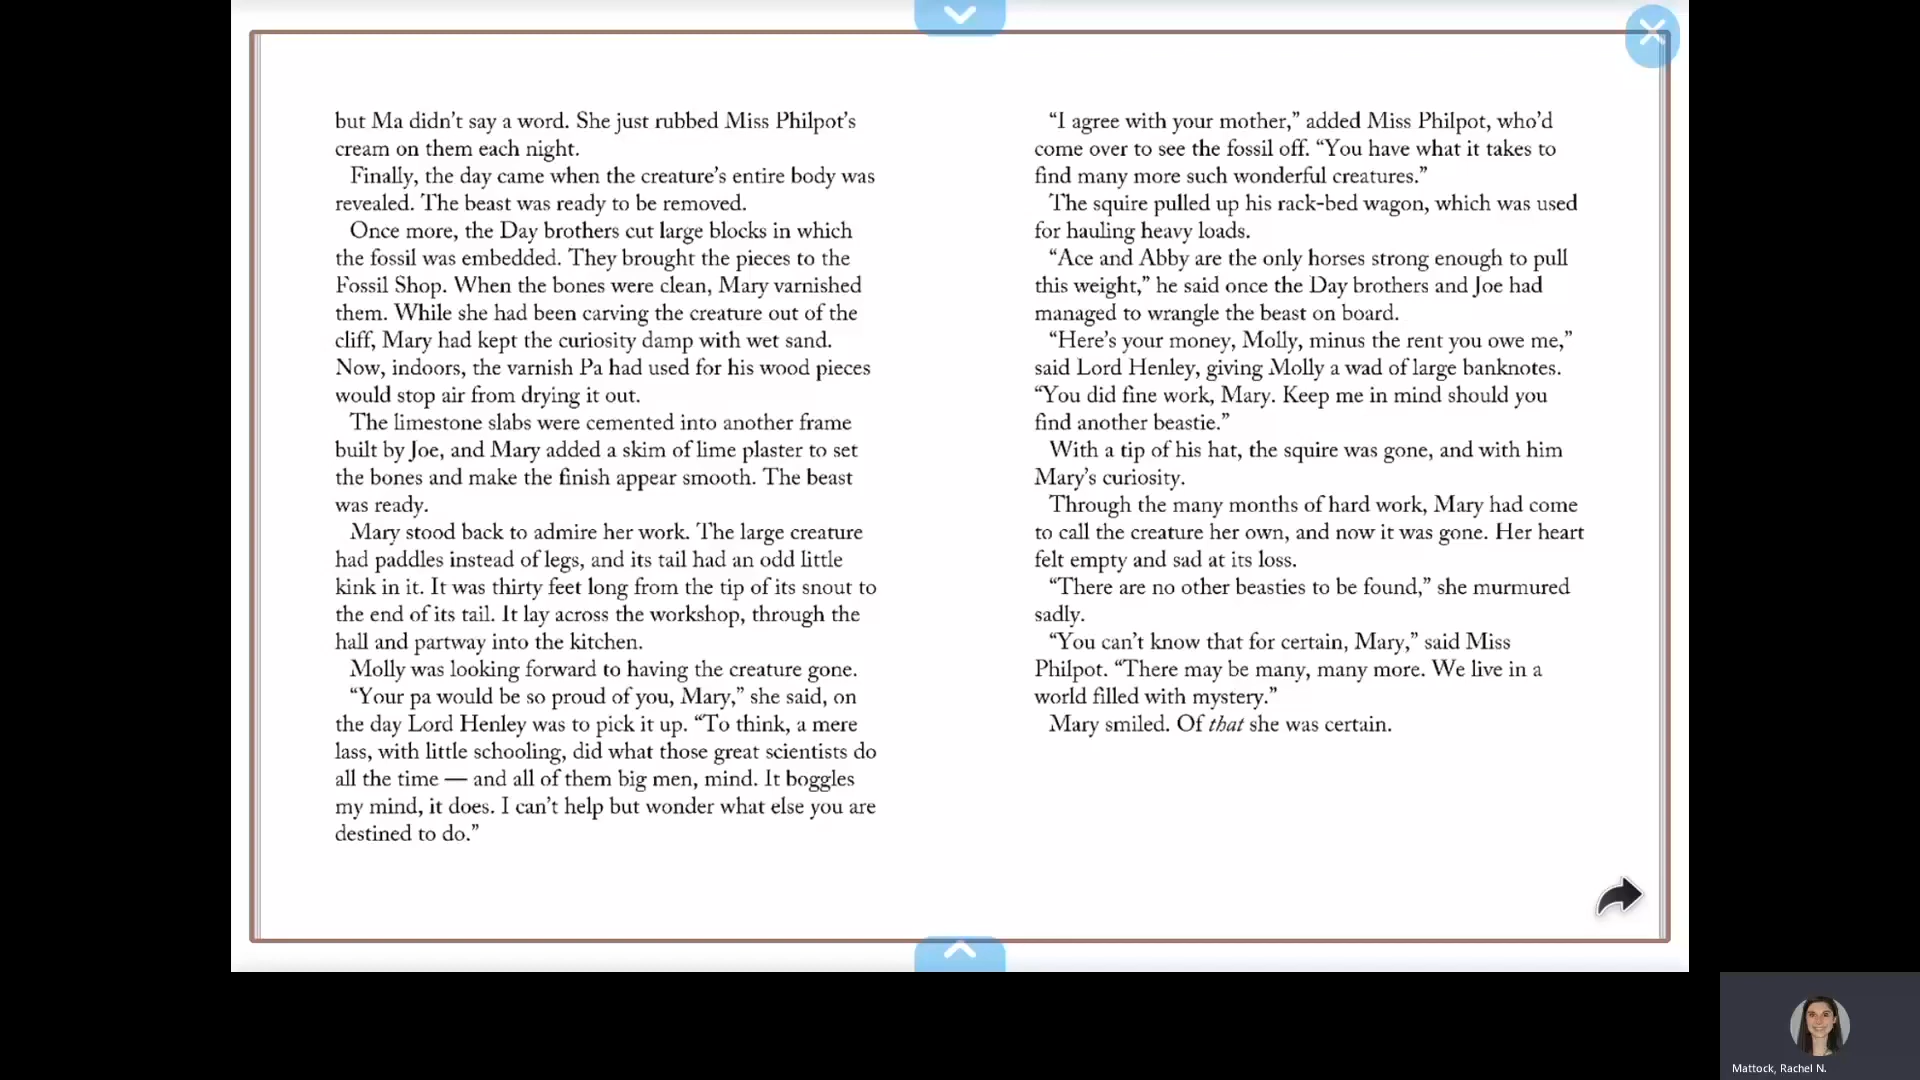 but Ma didn’t say a word. She just rubbed Miss Philpot’s
cream on them each night.
Finally, the day came when the creature’s entire body was
revealed. The beast was ready to be removed.
Once more, the Day brothers cut large blocks in which
the fossil was embedded. They brought the pieces to the
Fossil Shop. When the bones were clean, Mary varnished
them. While she had been carving the creature out of the
cliff, Mary had kept the curiosity damp with wet sand.
Now, indoors, the varnish Pa had used for his wood pieces
would stop air from drying it out.
The limestone slabs were cemented into another frame
built by Joe, and Mary added a skim of lime plaster to set
the bones and make the finish appear smooth. The beast
was ready.
Mary stood back to admire her work. The large creature
had paddles instead of legs, and its tail had an odd little
kink in it. It was thirty feet long from the tip of its snout to
the end of its tail. It lay across the workshop, through the
hall and partway into the kitchen.
Molly was looking forward to having the creature gone.
“Your pa would be so proud of you, Mary,” she said, on
the day Lord Henley was to pick it up. “To think, a mere
lass, with little schooling, did what those great scientists do
all the time — and all of them big men, mind. It boggles
my mind, it does. I can’t help but wonder what else you are
destined to do.”
“I agree with your mother,” added Miss Philpot, who’d
come over to see the fossil off. “You have what it takes to
find many more such wonderful creatures.”
The squire pulled up his rack-bed wagon, which was used
for hauling heavy loads.
“Ace and Abby are the only horses strong enough to pull
this weight,” he said once the Day brothers and Joe had
managed to wrangle the beast on board.
“Here’s your money, Molly, minus the rent you owe me,”
said Lord Henley, giving Molly a wad of large banknotes.
“You did fine work, Mary. Keep me in mind should you
find another beastie.”
With a tip of his hat, the squire was gone, and with him
Mary’s curiosity.
Through the many months of hard work, Mary had come
to call the creature her own, and now it was gone. Her heart
felt empty and sad at its loss.
“There are no other beasties to be found,” she murmured
sadly.
“You can’t know that for certain, Mary,” said Miss
Philpot. “There may be many, many more. We live in a
world filled with mystery.”
Mary smiled. Of that she was certain.
Mattock, Rachel N.